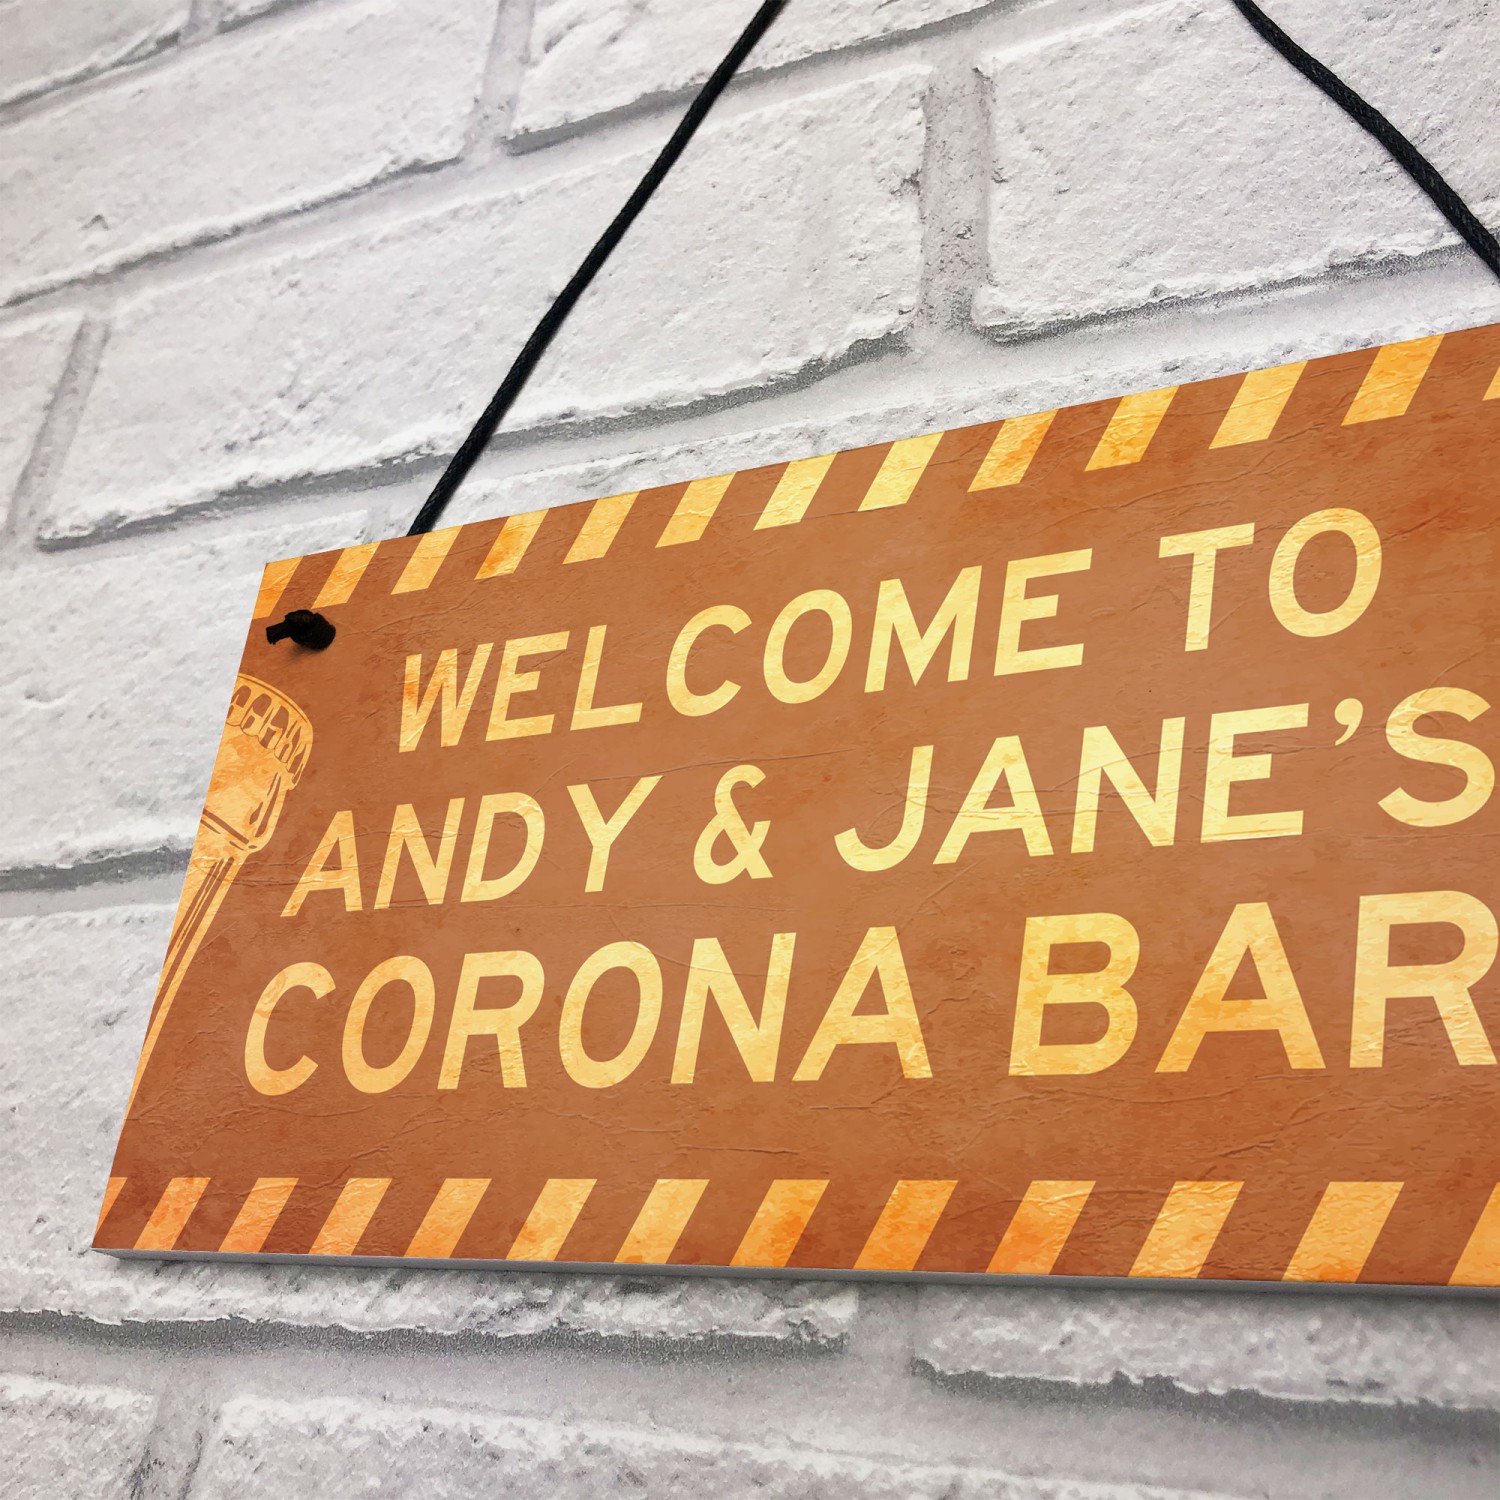 WELCOME TO
ANDY & JANE'S
CORONA BAR